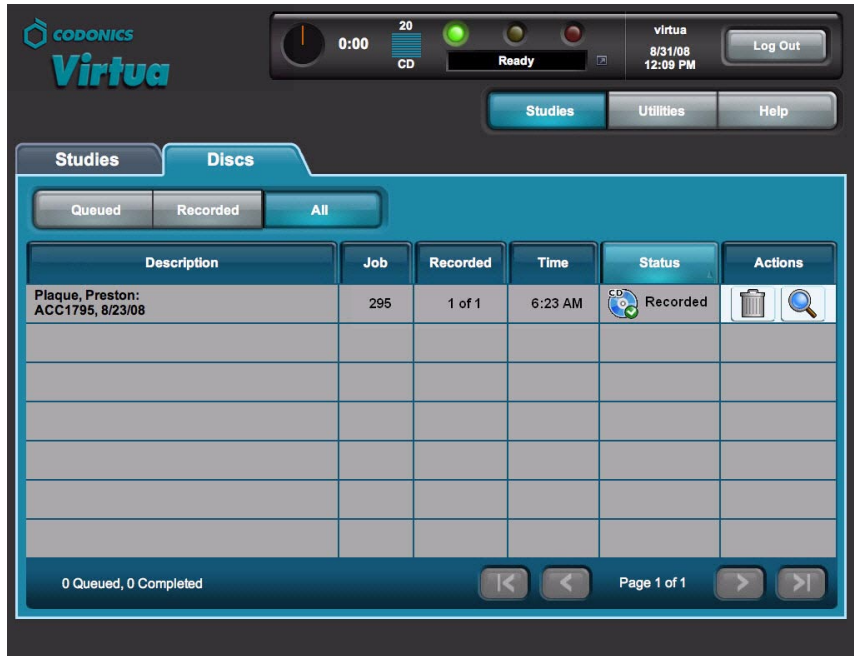 CODONICS
Virtua
0:00
20
CD
Ready
virtua
8/31/08
12:09 PM
Log Out
Studies
Utilities
Help
Studies
Discs
Queued
Recorded
All
Description
Job
Recorded
Time
Status
Actions
Plaque, Preston:
ACC1795, 8/23/08
295
1 of 1
6:23 AM
CD
Recorded
0 Queued, 0 Completed
Page 1 of 1